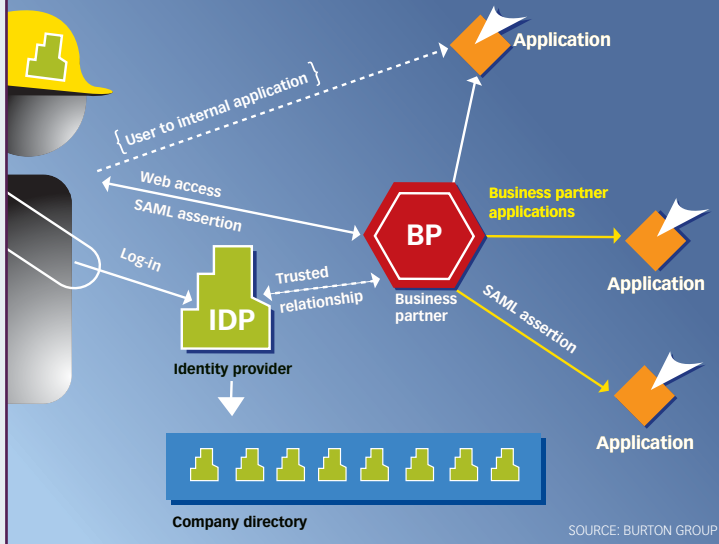 Application
{ User to internal application }
Web access
SAML assertion
Business partner
applications
BP
Log-in
Trusted
relationship
Business
partner
Application
IDP
SAML assertion
Identity provider
Application
Company directory
SOURCE: BURTON GROUP